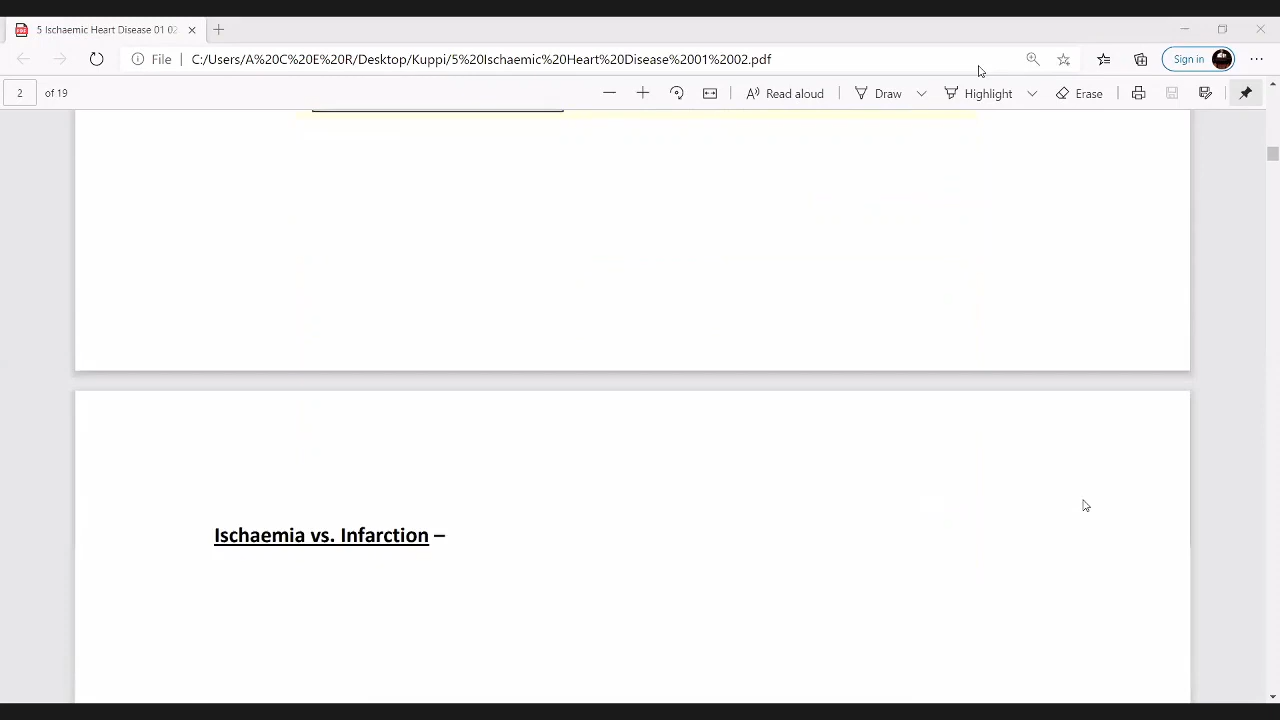 5 Ischaemic Heart Disease 01 02
File C:/Users/A%20C%20E%20R/Desktop/Kuppi/5%20Ischaemic%20Heart%20Disease%2001%2002.pdf Sign in
2 of 19 Read aloud Draw Highlight Erase
Ischaemia vs. Infarction –